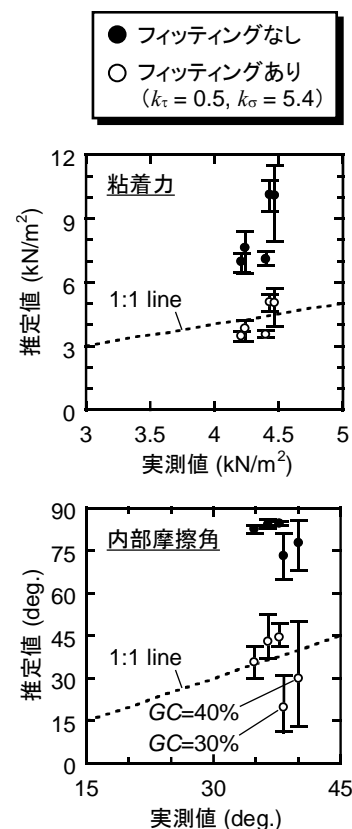 ● フィッティングなし
○ フィッティングあり
(kτ = 0.5, kσ = 5.4)
12
9
6
3
0
推定値 (kN/m²)
粘着力
1:1 line
3
3.5
4
4.5
5
実測値 (kN/m²)
90
75
60
45
30
15
0
推定値 (deg.)
内部摩擦角
1:1 line
GC=40%
GC=30%
15
30
45
実測値 (deg.)